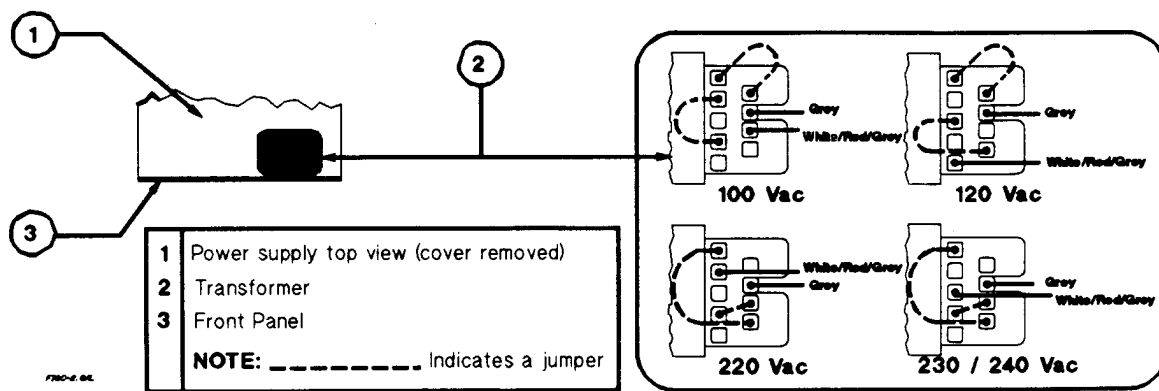 1
2
3
Grey
White/Red/Grey
100 Vac
Grey
White/Red/Grey
120 Vac
White/Red/Grey
Grey
220 Vac
Grey
White/Red/Grey
230 / 240 Vac
1 Power supply top view (cover removed)
2 Transformer
3 Front Panel
NOTE: Indicates a jumper